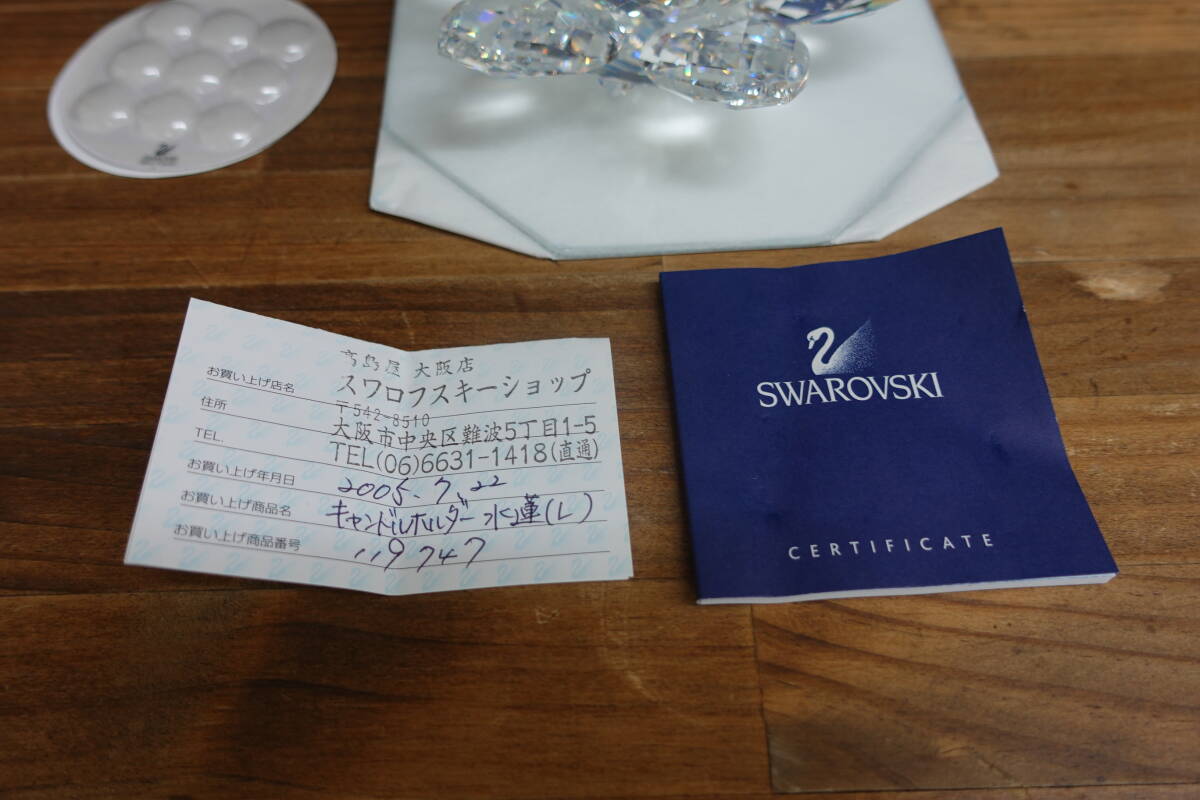 高島屋 大阪店
お買い上げ店名 スワロフスキーショップ
〒542-8510
住所 大阪市中央区難波5丁目1-5
TEL. TEL(06)6631-1418(直通)
お買い上げ年月日 2005.7.22
お買い上げ商品名 キャンドルホルダー 水蓮(L)
お買い上げ商品番号 119747
SWAROVSKI
CERTIFICATE